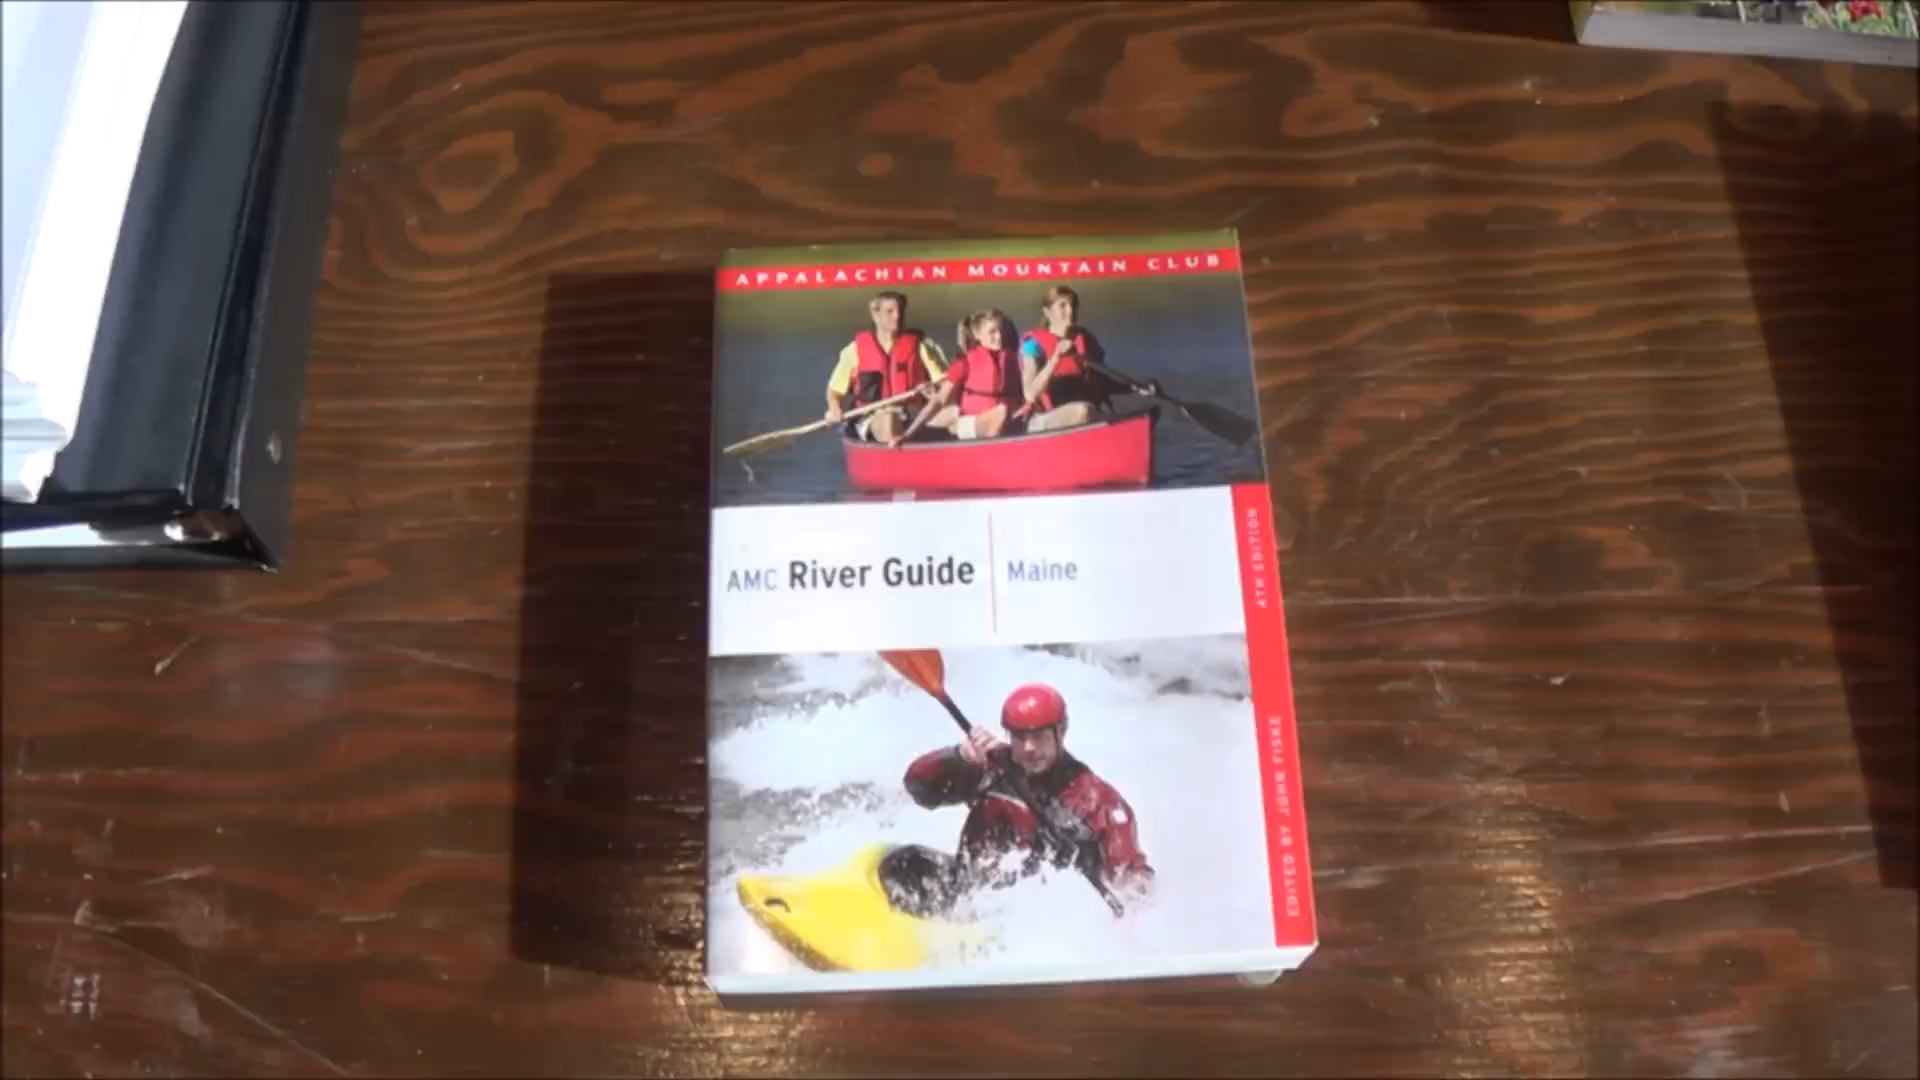 APPALACHIAN MOUNTAIN CLUB
AMC River Guide
Maine
4TH EDITION
EDITED BY JOHN FISKE